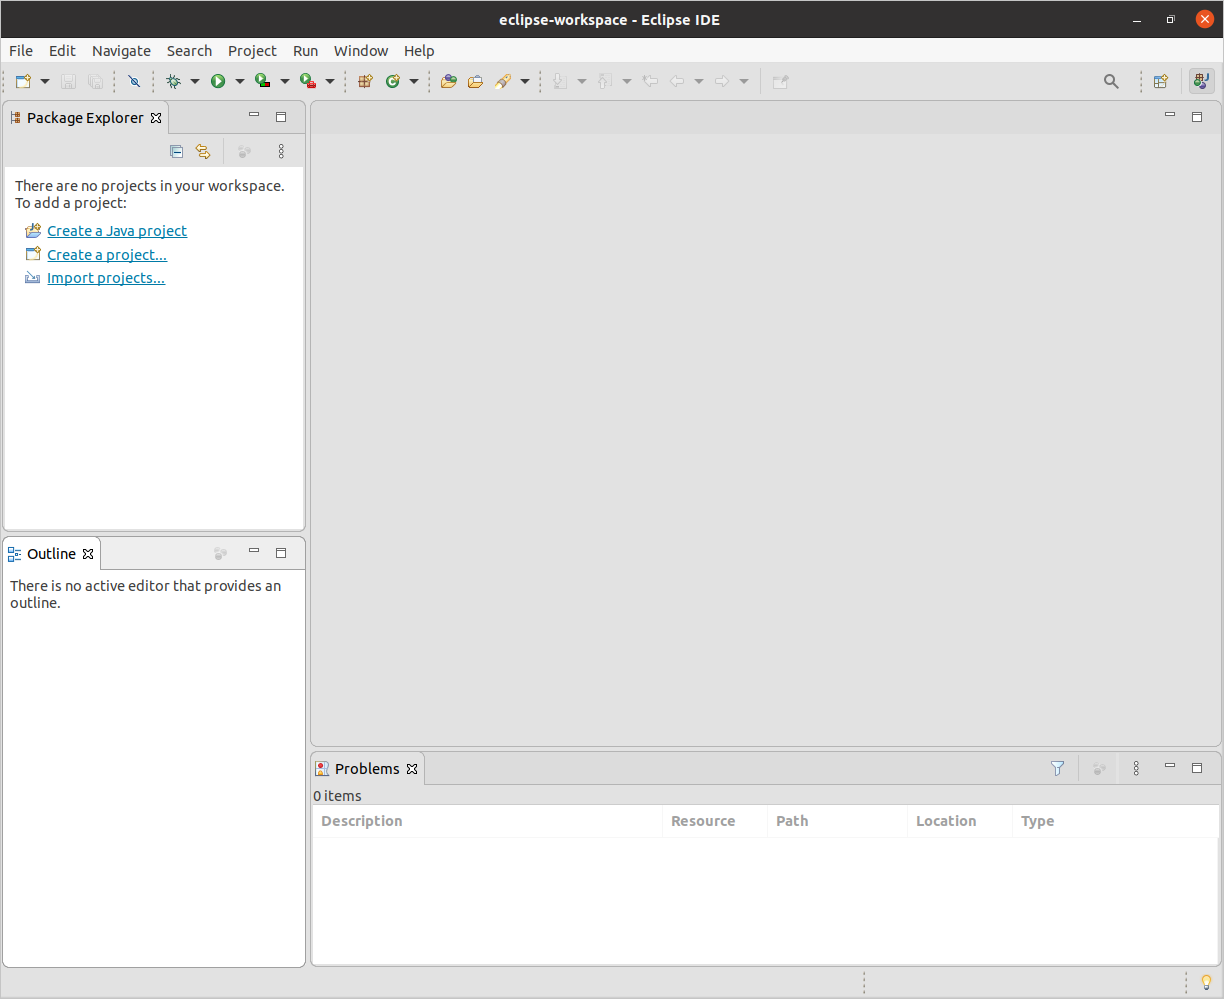 eclipse-workspace - Eclipse IDE
File Edit Navigate Search Project Run Window Help
Package Explorer
There are no projects in your workspace.
To add a project:
Create a Java project
Create a project...
Import projects...
Outline
There is no active editor that provides an
outline.
Problems
0 items
Description Resource Path Location Type